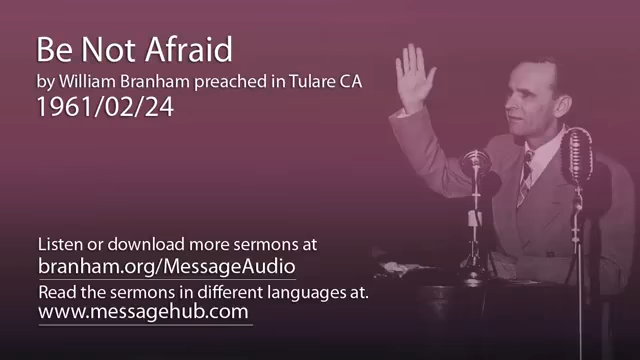 Be Not Afraid
by William Branham preached in Tulare CA
1961/02/24
Listen or download more sermons at
branham.org/MessageAudio
Read the sermons in different languages at.
www.messagehub.com